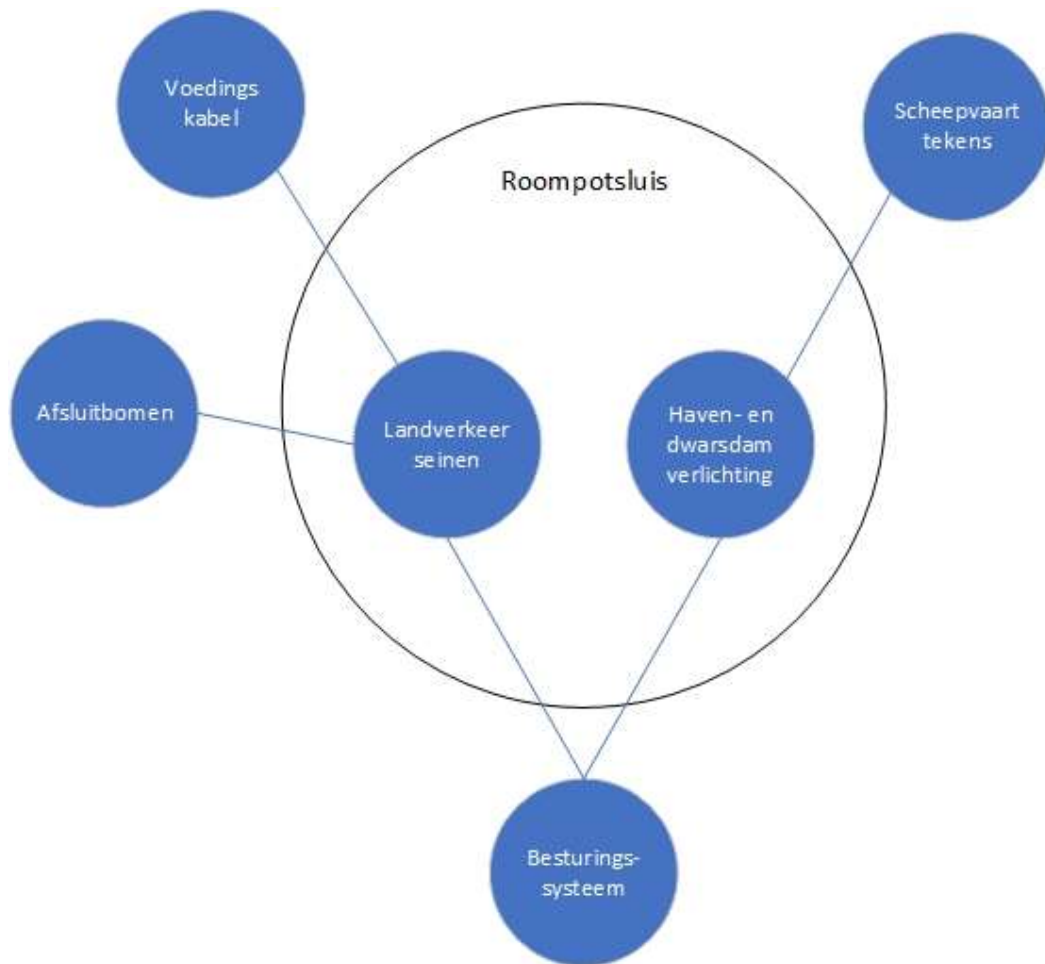 Voedings
kabel
Scheepvaart
tekens
Roompotsluis
Afsluitbomen
Landverkeer
seinen
Haven- en
dwarsdam
verlichting
Besturings-
systeem